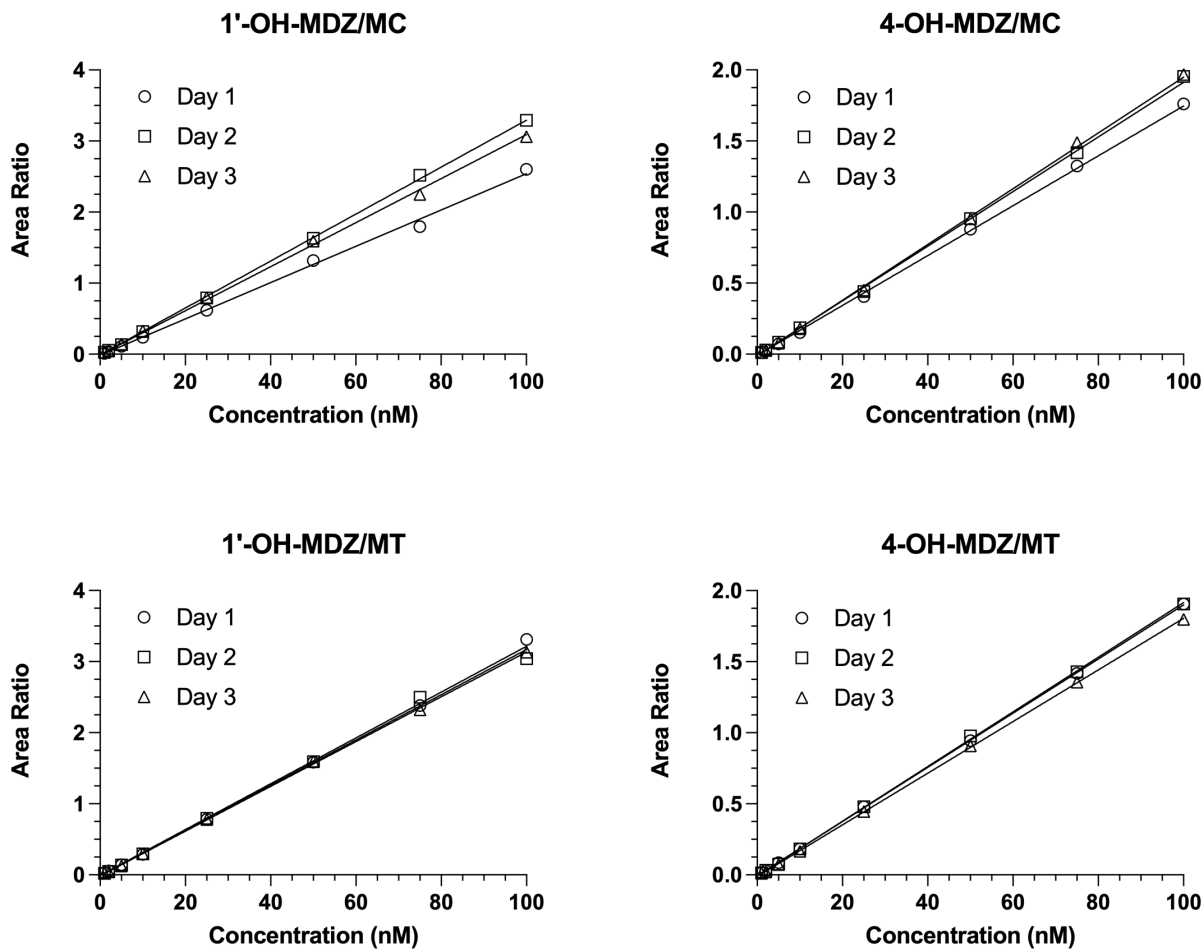 1'-OH-MDZ/MC
4
3
2
1
0
Area Ratio
Day 1
Day 2
Day 3
0 20 40 60 80 100
Concentration (nM)
4-OH-MDZ/MC
2.0
1.5
1.0
0.5
0.0
Area Ratio
Day 1
Day 2
Day 3
0 20 40 60 80 100
Concentration (nM)
1'-OH-MDZ/MT
4
3
2
1
0
Area Ratio
Day 1
Day 2
Day 3
0 20 40 60 80 100
Concentration (nM)
4-OH-MDZ/MT
2.0
1.5
1.0
0.5
0.0
Area Ratio
Day 1
Day 2
Day 3
0 20 40 60 80 100
Concentration (nM)